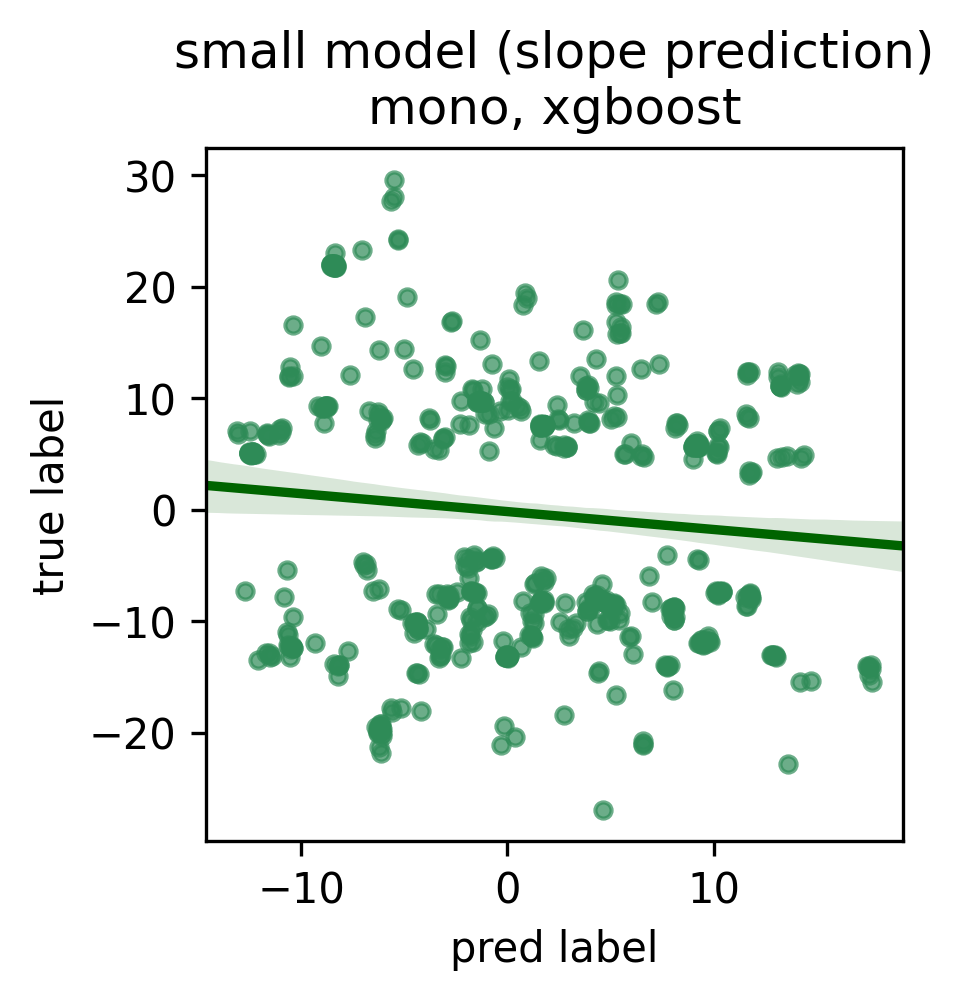 small model (slope prediction)
mono, xgboost
30
20
10
0
−10
−20
true label
−10
0
10
pred label